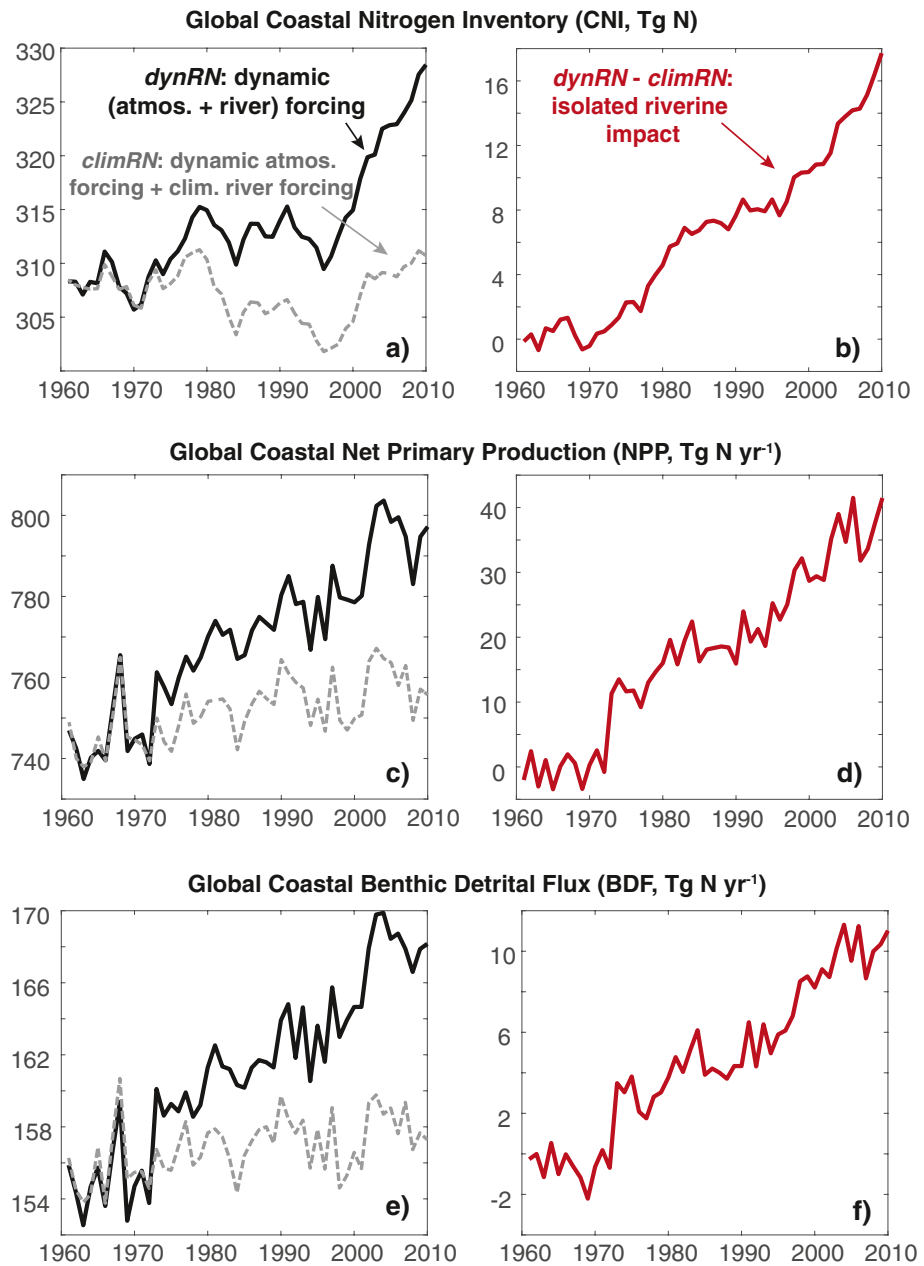 Global Coastal Nitrogen Inventory (CNI, Tg N)
330
325
320
315
310
305
dynRN: dynamic
(atmos. + river) forcing
climRN: dynamic atmos.
forcing + clim. river forcing
a)
1960 1970 1980 1990 2000 2010
16
12
8
4
0
dynRN - climRN:
isolated riverine
impact
b)
1960 1970 1980 1990 2000 2010
Global Coastal Net Primary Production (NPP, Tg N yr⁻¹)
800
780
760
740
c)
1960 1970 1980 1990 2000 2010
40
30
20
10
0
d)
1960 1970 1980 1990 2000 2010
Global Coastal Benthic Detrital Flux (BDF, Tg N yr⁻¹)
170
166
162
158
154
e)
1960 1970 1980 1990 2000 2010
10
6
2
-2
f)
1960 1970 1980 1990 2000 2010